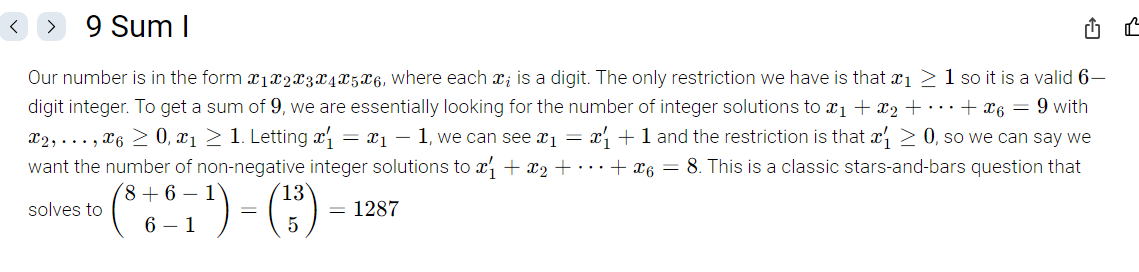 9 Sum I
Our number is in the form x₁x₂x₃x₄x₅x₆, where each xᵢ is a digit. The only restriction we have is that x₁ ≥ 1 so it is a valid 6−
digit integer. To get a sum of 9, we are essentially looking for the number of integer solutions to x₁ + x₂ + ⋯ + x₆ = 9 with
x₂, …, x₆ ≥ 0, x₁ ≥ 1. Letting x′₁ = x₁ − 1, we can see x₁ = x′₁ + 1 and the restriction is that x′₁ ≥ 0, so we can say we
want the number of non-negative integer solutions to x′₁ + x₂ + ⋯ + x₆ = 8. This is a classic stars-and-bars question that
solves to (8 + 6 − 1 / 6 − 1) = (13 / 5) = 1287